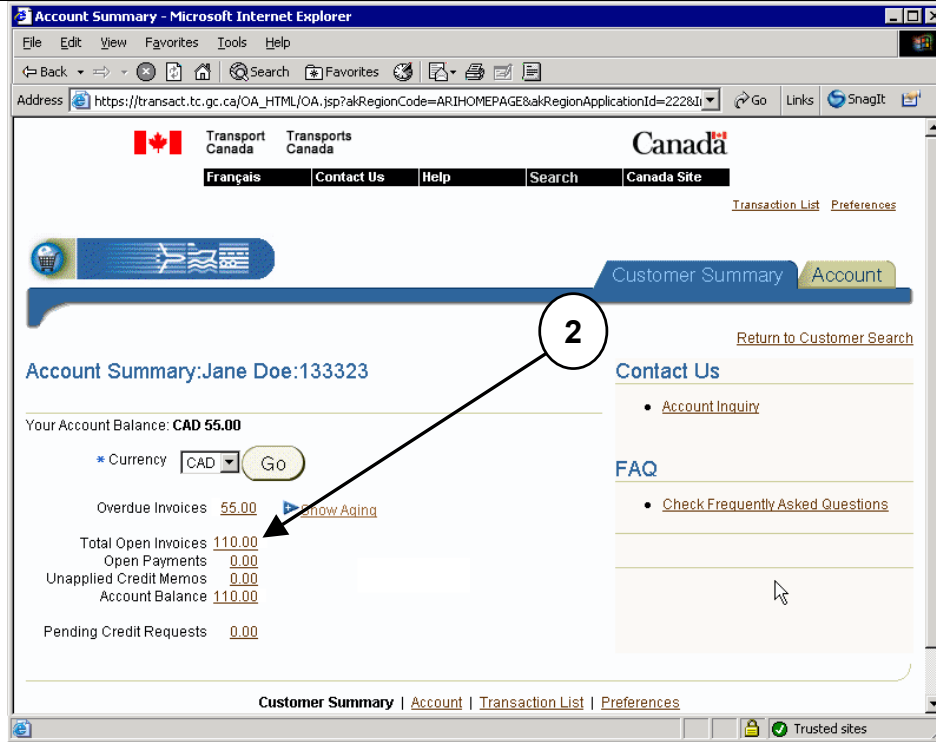 Account Summary - Microsoft Internet Explorer
File Edit View Favorites Tools Help
Back Search Favorites
Address https://transact.tc.gc.ca/OA_HTML/OA.jsp?akRegionCode=ARIHOMEPAGE&akRegionApplicationId=222& Go Links SnagIt
Transport Transports
Canada Canada
Canada
Français Contact Us Help Search Canada Site
Transaction List Preferences
Customer Summary Account
2
Return to Customer Search
Account Summary:Jane Doe:133323
Contact Us
Account Inquiry
Your Account Balance: CAD 55.00
* Currency CAD Go
FAQ
Overdue Invoices 55.00 Show Aging
Check Frequently Asked Questions
Total Open Invoices 110.00
Open Payments 0.00
Unapplied Credit Memos 0.00
Account Balance 110.00
Pending Credit Requests 0.00
Customer Summary | Account | Transaction List | Preferences
Trusted sites